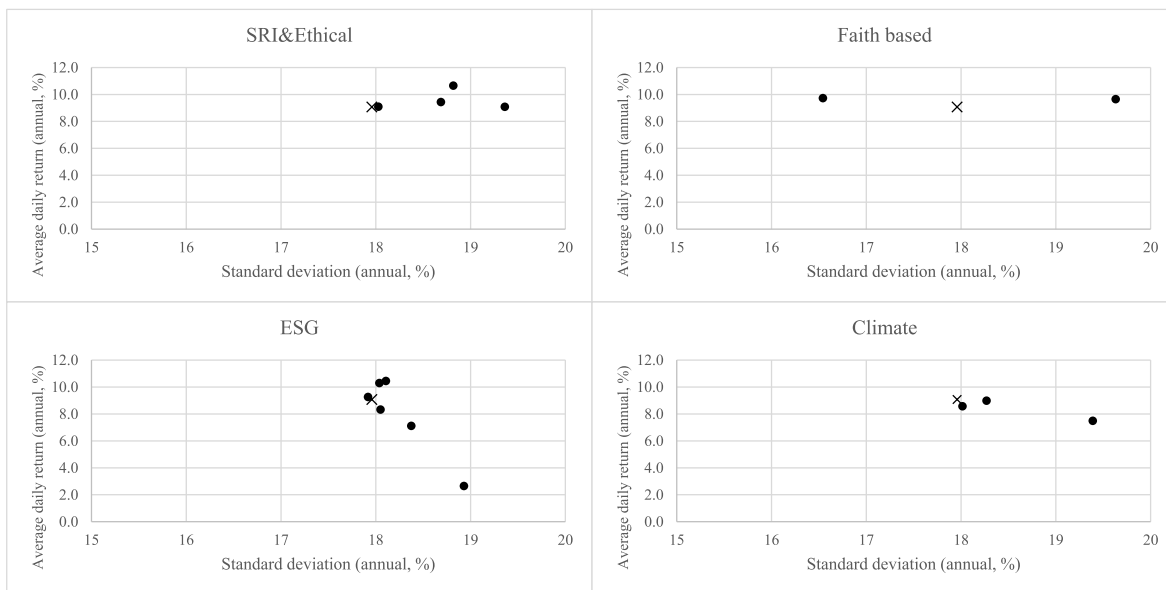 SRI&Ethical
Average daily return (annual, %)
12.0
10.0
8.0
6.0
4.0
2.0
0.0
15 16 17 18 19 20
Standard deviation (annual, %)
Faith based
Average daily return (annual, %)
12.0
10.0
8.0
6.0
4.0
2.0
0.0
15 16 17 18 19 20
Standard deviation (annual, %)
ESG
Average daily return (annual, %)
12.0
10.0
8.0
6.0
4.0
2.0
0.0
15 16 17 18 19 20
Standard deviation (annual, %)
Climate
Average daily return (annual, %)
12.0
10.0
8.0
6.0
4.0
2.0
0.0
15 16 17 18 19 20
Standard deviation (annual, %)